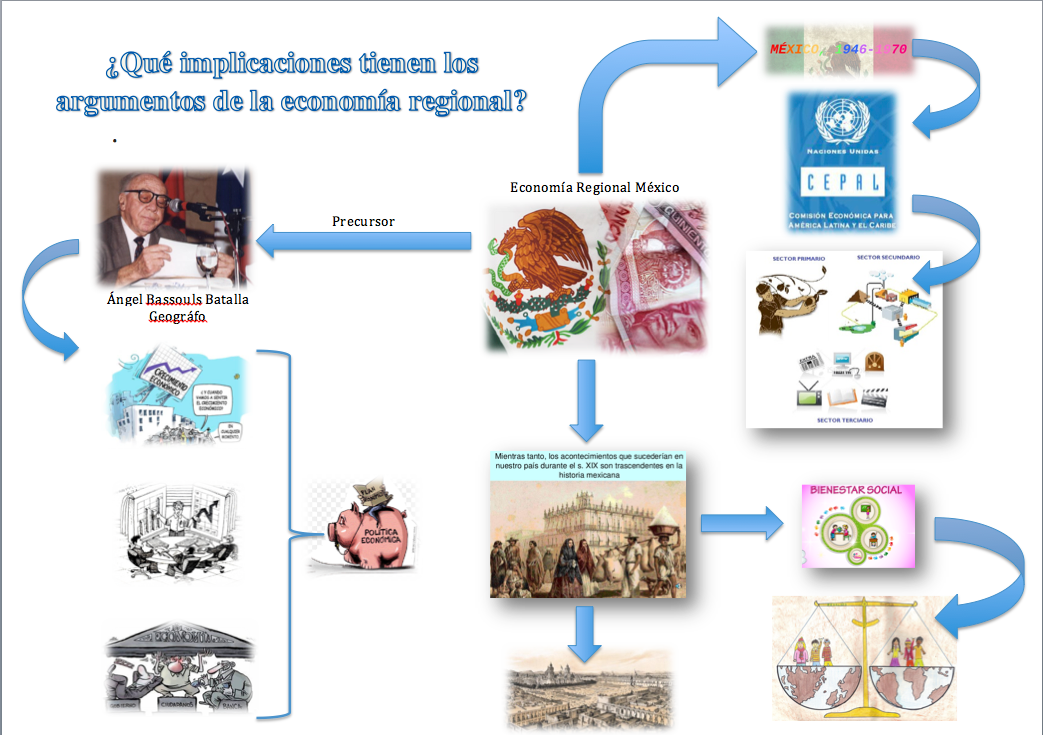 ¿Qué implicaciones tienen los
argumentos de la economía regional?
.
MÉXICO, 1946-1970
NACIONES UNIDAS
CEPAL
COMISIÓN ECONÓMICA PARA
AMÉRICA LATINA Y EL CARIBE
Economía Regional México
Precursor
Ángel Bassouls Batalla
Geográfo
SECTOR PRIMARIO
SECTOR SECUNDARIO
SECTOR TERCIARIO
CRECIMIENTO
ECONÓMICO
¿Y CUANDO
VAMOS A SENTIR
EL CRECIMIENTO
ECONÓMICO?
EN
CUALQUIER
MOMENTO
POLÍTICA
ECONÓMICA
Mientras tanto, los acontecimientos que sucederían en
nuestro país durante el s. XIX son trascendentes en la
historia mexicana
BIENESTAR SOCIAL
ECONOMIA
CIUDADANOS
BANCA